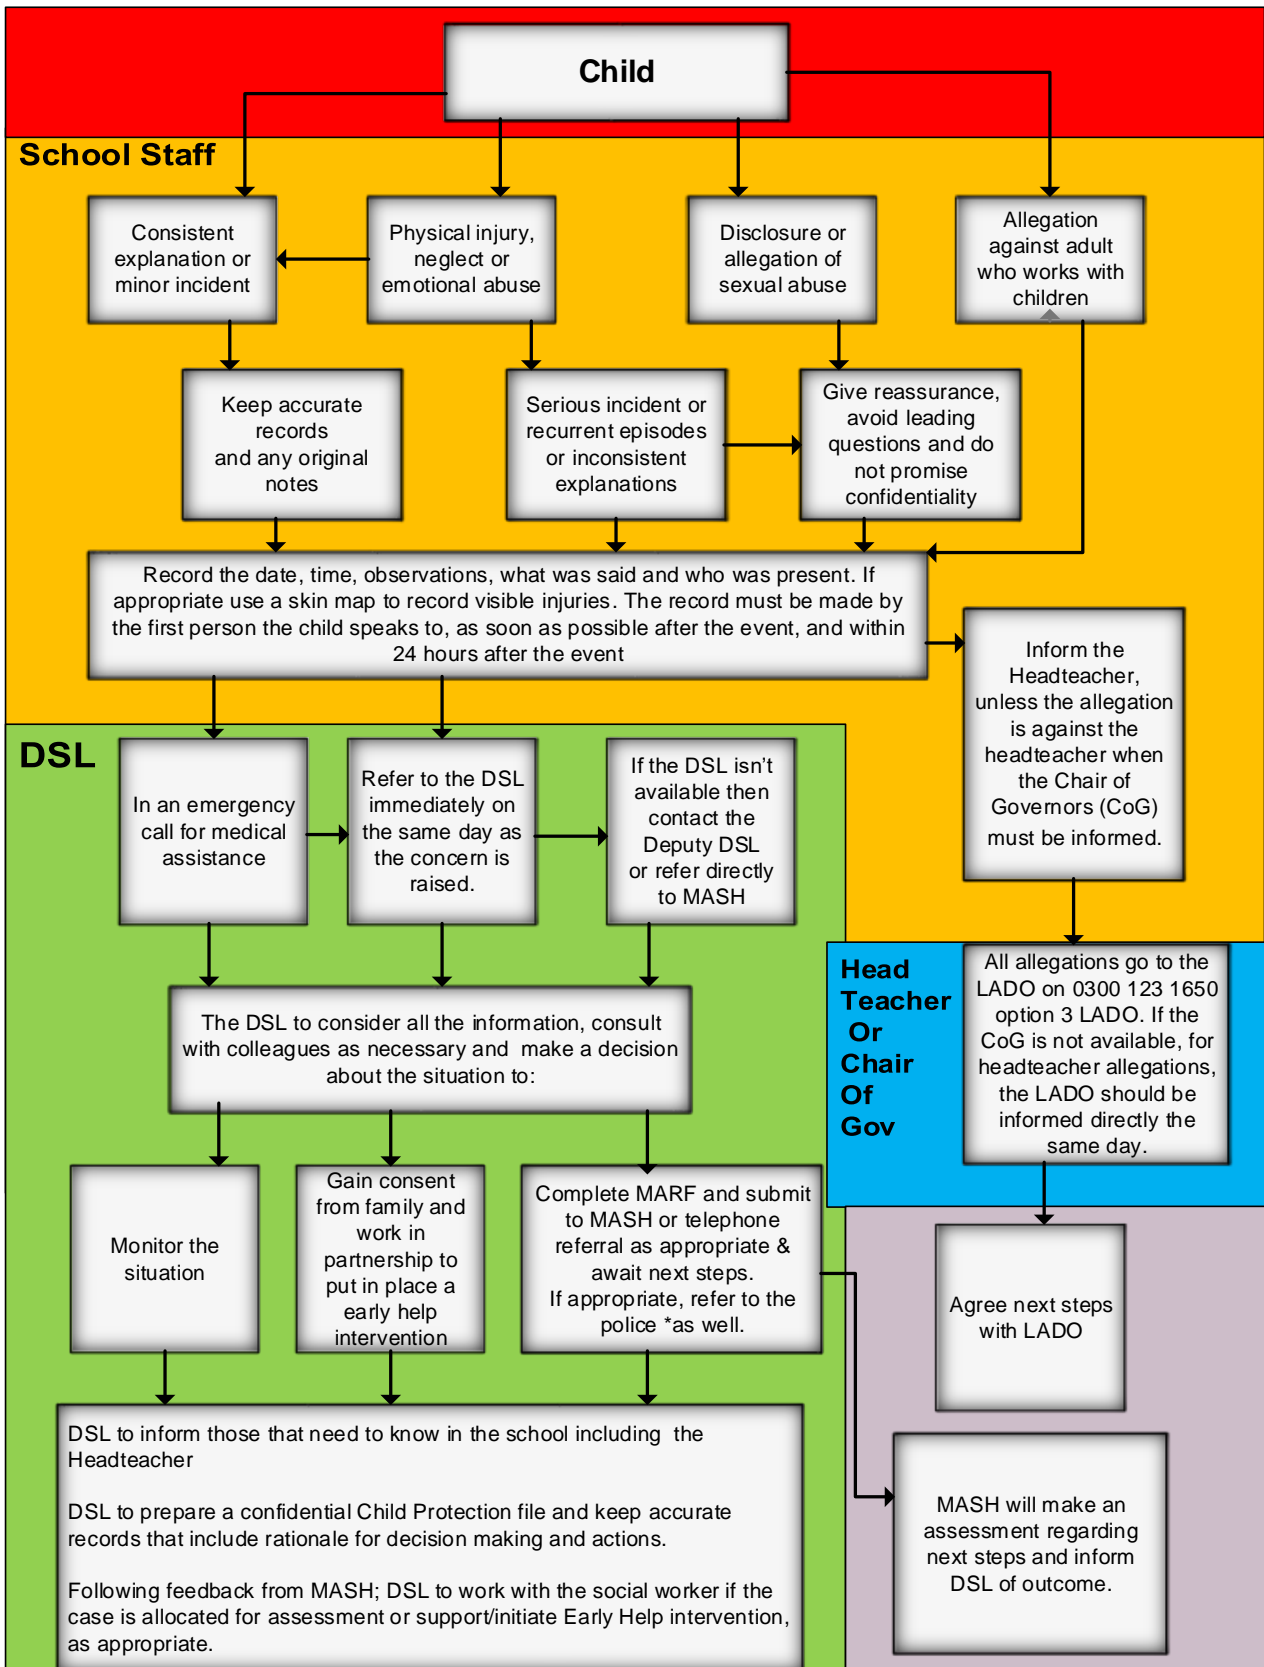 Child
School Staff
Consistent
explanation or
minor incident
Physical injury,
neglect or
emotional abuse
Disclosure or
allegation of
sexual abuse
Allegation
against adult
who works with
children
Keep accurate
records
and any original
notes
Serious incident or
recurrent episodes
or inconsistent
explanations
Give reassurance,
avoid leading
questions and do
not promise
confidentiality
Record the date, time, observations, what was said and who was present. If
appropriate use a skin map to record visible injuries. The record must be made by
the first person the child speaks to, as soon as possible after the event, and within
24 hours after the event
Inform the
Headteacher,
unless the allegation
is against the
headteacher when
the Chair of
Governors (CoG)
must be informed.
DSL
In an emergency
call for medical
assistance
Refer to the DSL
immediately on
the same day as
the concern is
raised.
If the DSL isn’t
available then
contact the
Deputy DSL
or refer directly
to MASH
Head
Teacher
Or
Chair
Of
Gov
All allegations go to the
LADO on 0300 123 1650
option 3 LADO. If the
CoG is not available, for
headteacher allegations,
the LADO should be
informed directly the
same day.
The DSL to consider all the information, consult
with colleagues as necessary and make a decision
about the situation to:
Monitor the
situation
Gain consent
from family and
work in
partnership to
put in place a
early help
intervention
Complete MARF and submit
to MASH or telephone
referral as appropriate &
await next steps.
If appropriate, refer to the
police *as well.
Agree next steps
with LADO
DSL to inform those that need to know in the school including the
Headteacher
DSL to prepare a confidential Child Protection file and keep accurate
records that include rationale for decision making and actions.
Following feedback from MASH; DSL to work with the social worker if the
case is allocated for assessment or support/initiate Early Help intervention,
as appropriate.
MASH will make an
assessment regarding
next steps and inform
DSL of outcome.